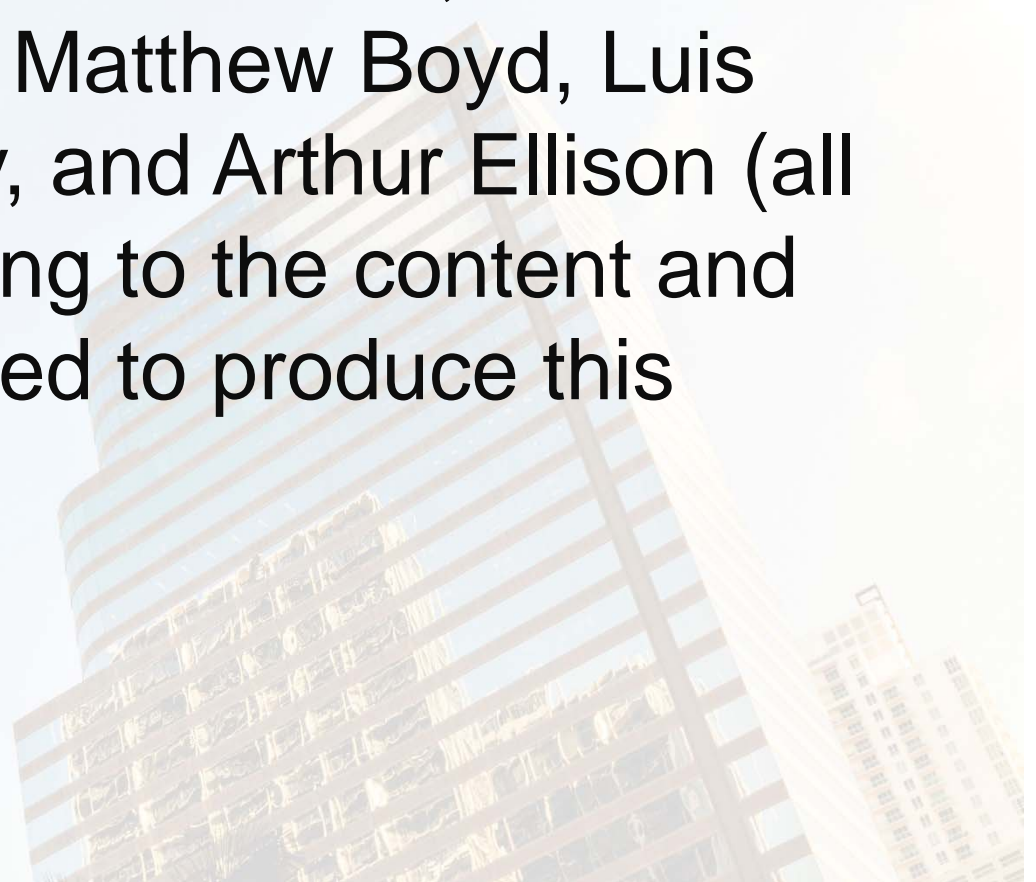 Matthew Boyd, Luis
, and Arthur Ellison (all
ng to the content and
ed to produce this